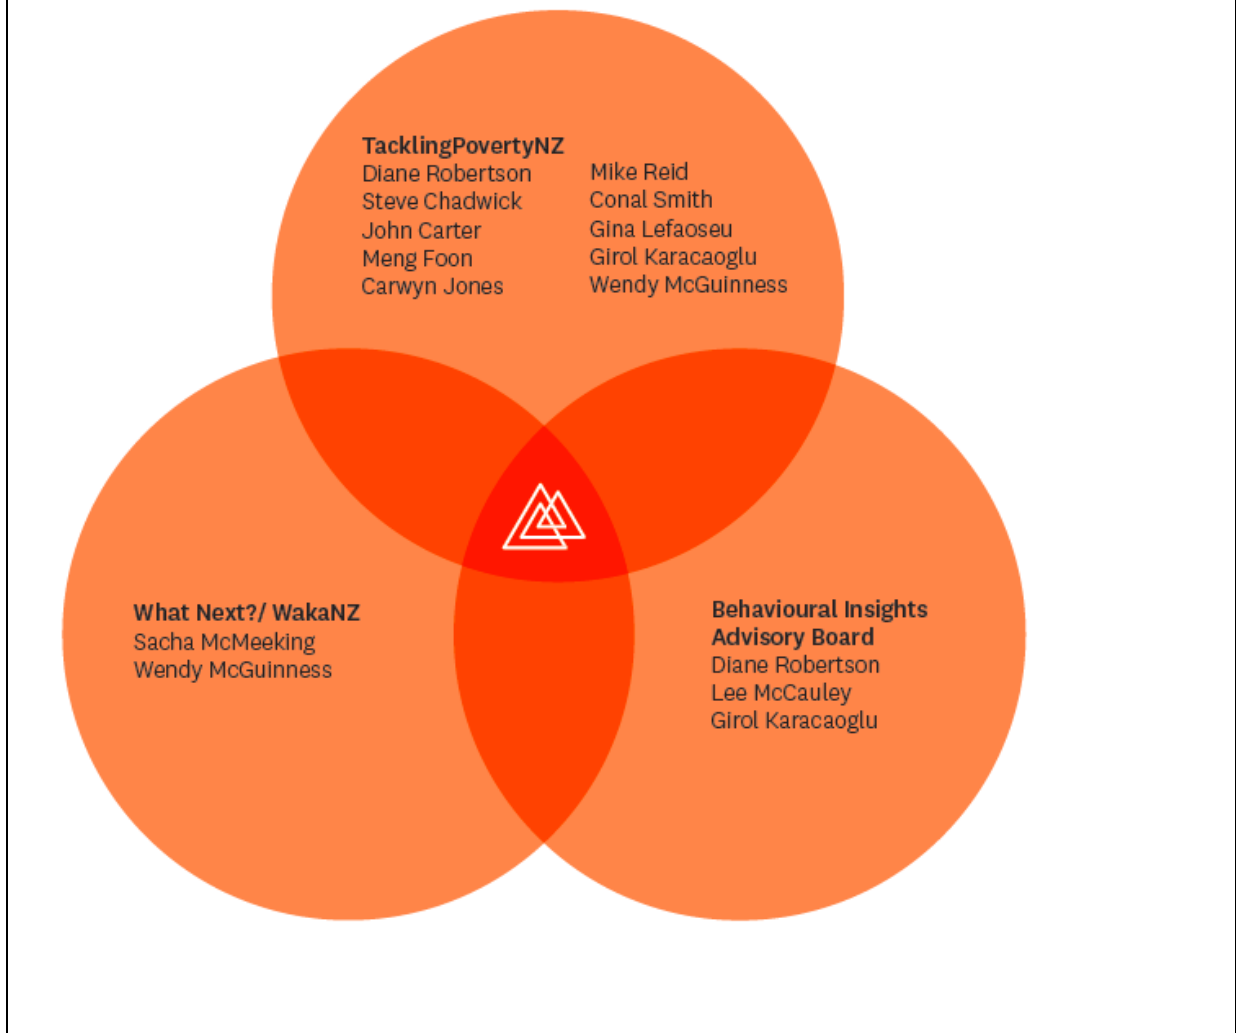 TacklingPovertyNZ
Diane Robertson
Steve Chadwick
John Carter
Meng Foon
Carwyn Jones
Mike Reid
Conal Smith
Gina Lefaoseu
Girol Karacaoglu
Wendy McGuinness
What Next?/ WakaNZ
Sacha McMeeking
Wendy McGuinness
Behavioural Insights
Advisory Board
Diane Robertson
Lee McCauley
Girol Karacaoglu